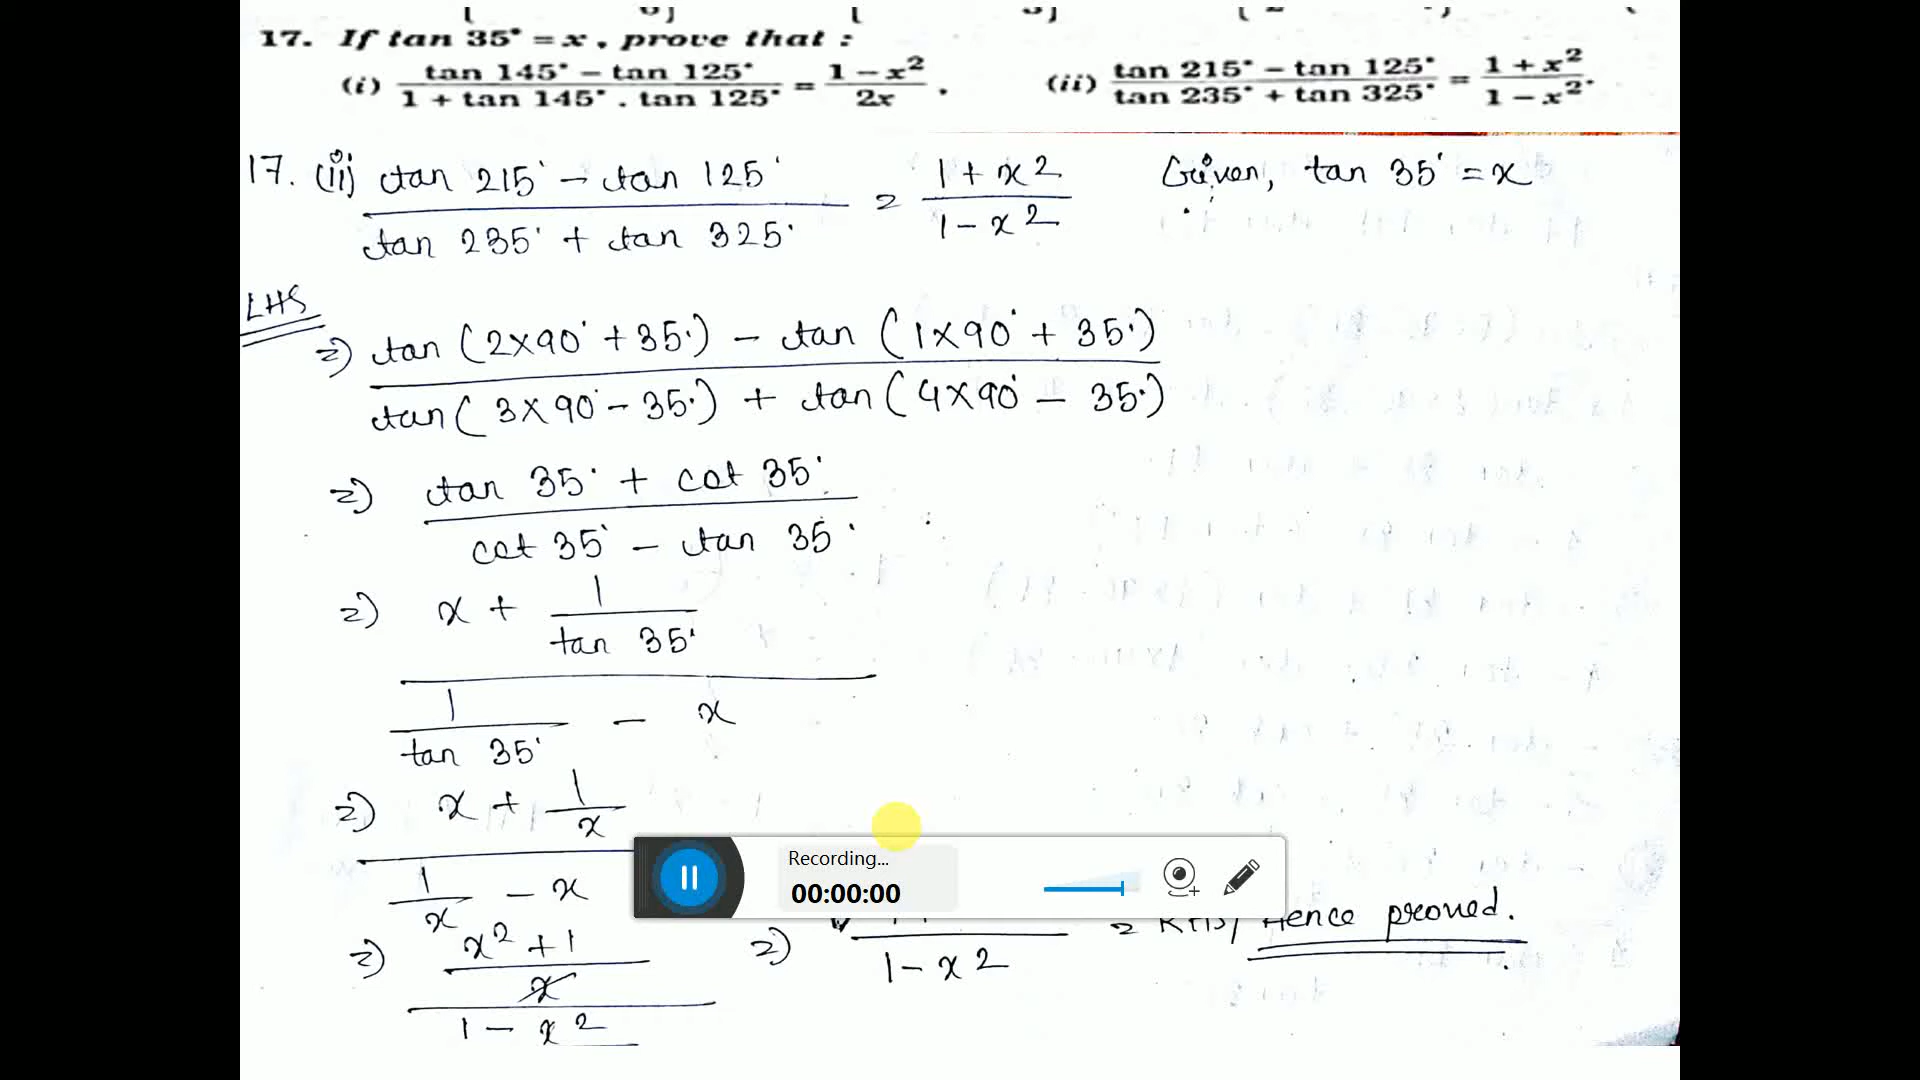 17. If tan 35° = x, prove that :
(i) tan 145° − tan 125° / 1 + tan 145° . tan 125° = 1 − x² / 2x .
(ii) tan 215° − tan 125° / tan 235° + tan 325° = 1 + x² / 1 − x² .
17. (ii) tan 215° − tan 125° / tan 235° + tan 325° = 1 + x² / 1 − x²
Given, tan 35° = x
LHS
⇒ tan (2×90° + 35°) − tan (1×90° + 35°) / tan (3×90° − 35°) + tan (4×90° − 35°)
⇒ tan 35° + cot 35° / cot 35° − tan 35°
⇒ x + 1 / tan 35°
1 / tan 35° − x
⇒ x + 1 / x
1 / x − x
Recording...
00:00:00
⇒ x² + 1 / x
1 − x²
⇒ 1 − x²
= RHS/ Hence proved.